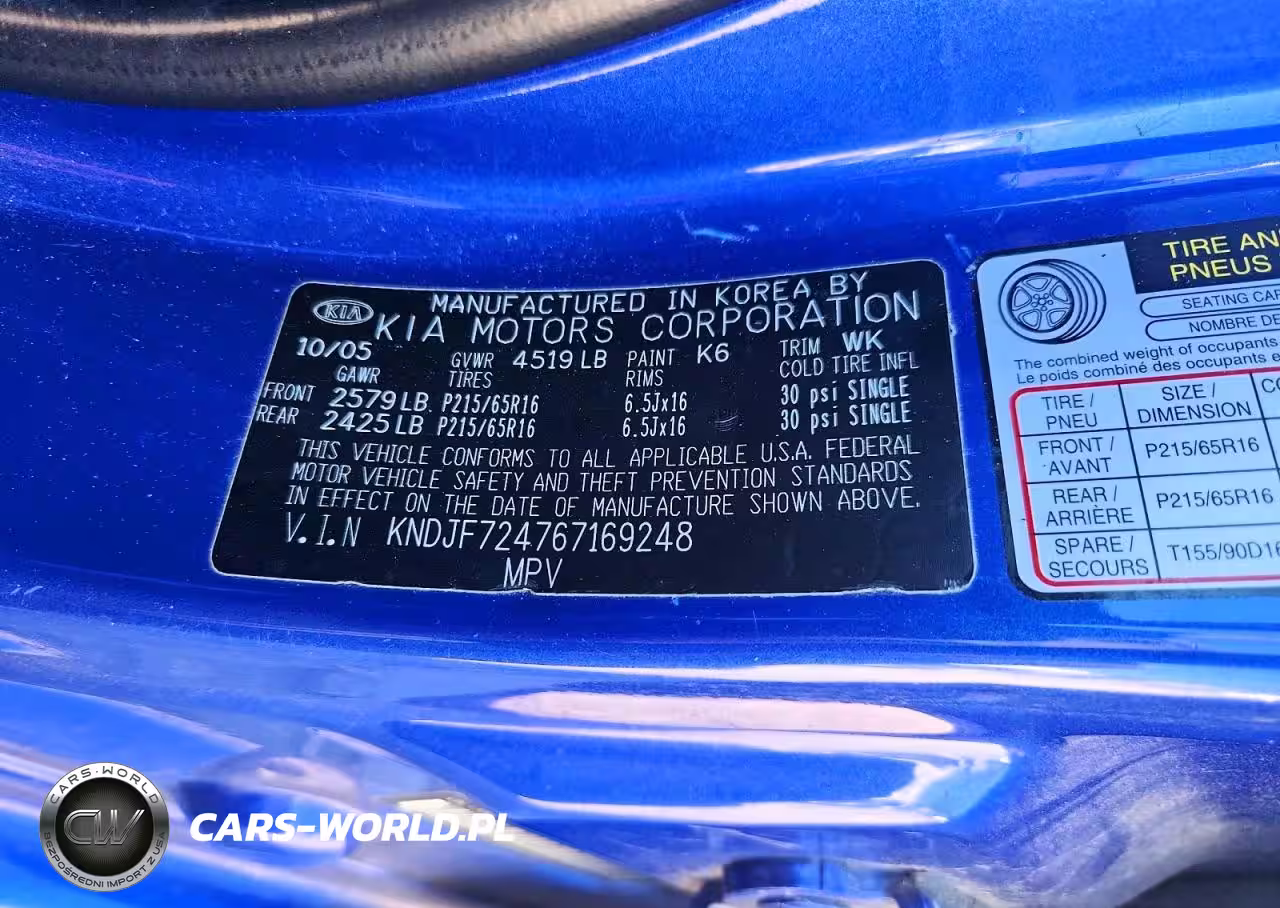 KIA
MANUFACTURED IN KOREA BY
KIA MOTORS CORPORATION
10/05 GVWR 4519 LB PAINT K6 TRIM WK
GAWR TIRES RIMS COLD TIRE INFL
FRONT 2579 LB P215/65R16 6.5Jx16 30 psi SINGLE
REAR 2425 LB P215/65R16 6.5Jx16 30 psi SINGLE
THIS VEHICLE CONFORMS TO ALL APPLICABLE U.S.A. FEDERAL
MOTOR VEHICLE SAFETY AND THEFT PREVENTION STANDARDS
IN EFFECT ON THE DATE OF MANUFACTURE SHOWN ABOVE.
V.I.N KNDJF724767169248
MPV
TIRE AN
PNEUS
SEATING CA
NOMBRE DE
The combined weight of occupants
Le poids combiné des occupants e
TIRE / PNEU SIZE / DIMENSION CO
FRONT / AVANT P215/65R16
REAR / ARRIÈRE P215/65R16
SPARE / SECOURS T155/90D16
CARS-WORLD
CW
BEZPOŚREDNI IMPORT Z USA
CARS-WORLD.PL